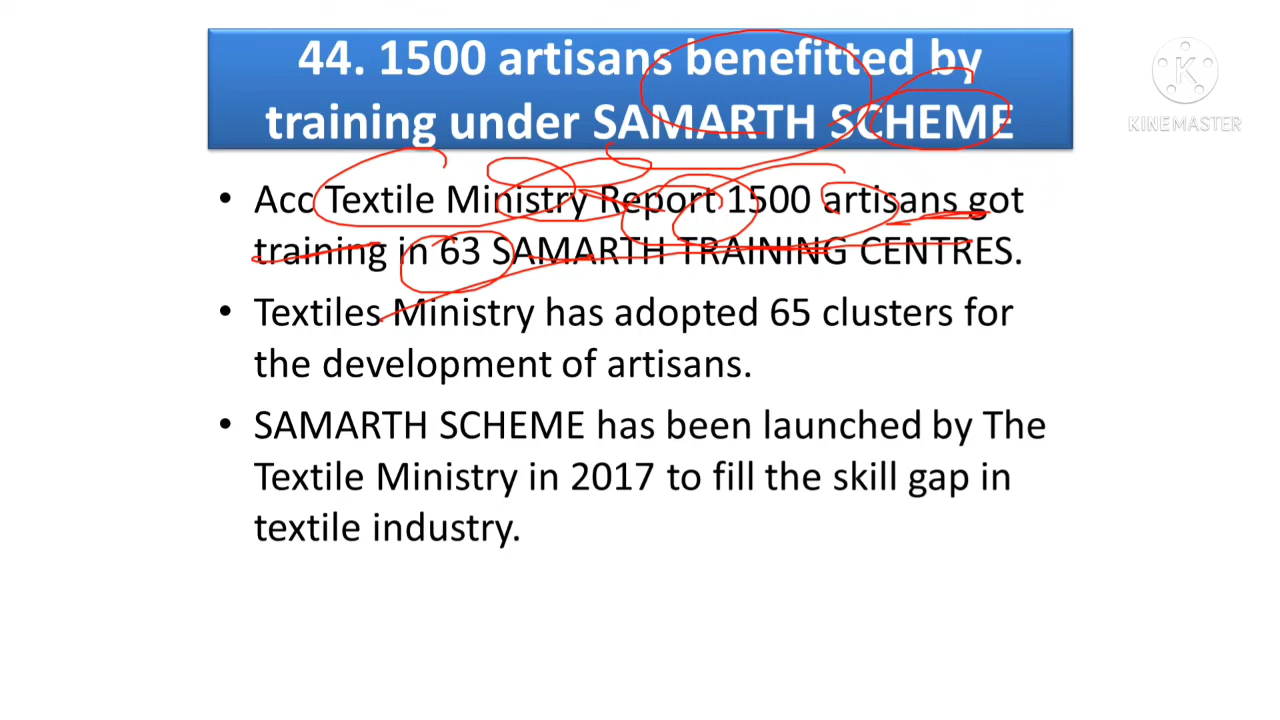 44. 1500 artisans benefitted by
training under SAMARTH SCHEME
K
KINEMASTER
• Acc Textile Ministry Report 1500 artisans got
training in 63 SAMARTH TRAINING CENTRES.
• Textiles Ministry has adopted 65 clusters for
the development of artisans.
• SAMARTH SCHEME has been launched by The
Textile Ministry in 2017 to fill the skill gap in
textile industry.